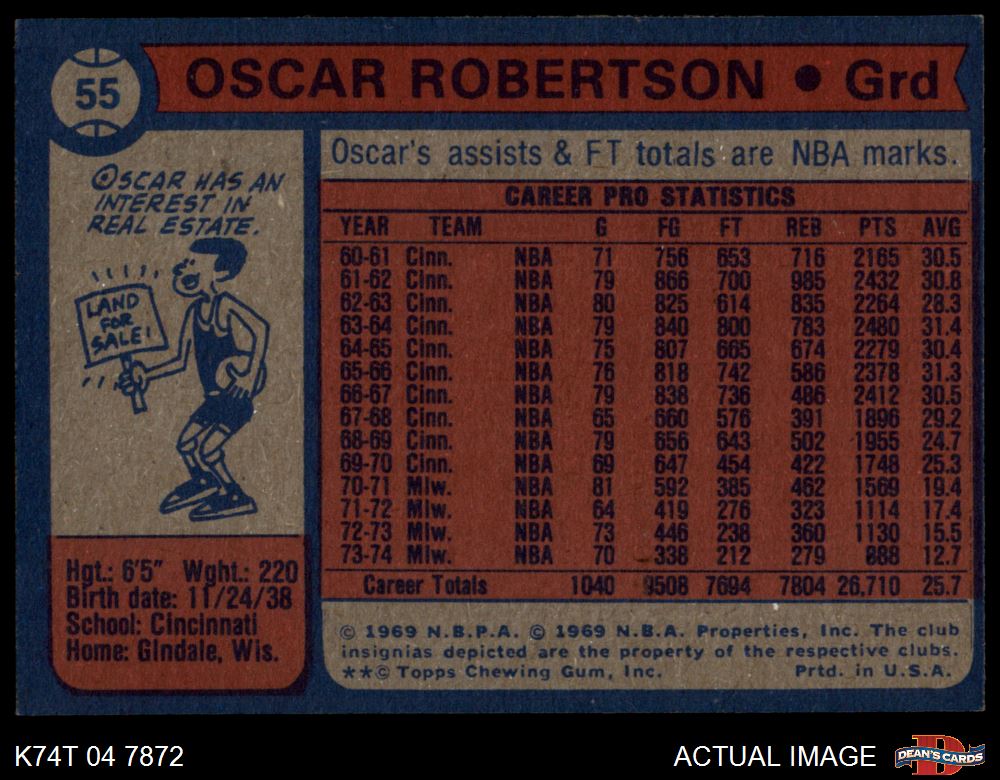 55
OSCAR ROBERTSON • Grd
OSCAR HAS AN
INTEREST IN
REAL ESTATE.
LAND
FOR
SALE!
Hgt.: 6'5" Wght.: 220
Birth date: 11/24/38
School: Cincinnati
Home: Glndale, Wis.
Oscar's assists & FT totals are NBA marks.
CAREER PRO STATISTICS
YEAR TEAM G FG FT REB PTS AVG
60-61 Cinn. NBA 71 756 653 716 2165 30.5
61-62 Cinn. NBA 79 866 700 985 2432 30.8
62-63 Cinn. NBA 80 825 614 835 2264 28.3
63-64 Cinn. NBA 79 840 800 783 2480 31.4
64-65 Cinn. NBA 75 807 665 674 2279 30.4
65-66 Cinn. NBA 76 818 742 586 2378 31.3
66-67 Cinn. NBA 79 838 736 486 2412 30.5
67-68 Cinn. NBA 65 660 576 391 1896 29.2
68-69 Cinn. NBA 79 656 643 502 1955 24.7
69-70 Cinn. NBA 69 647 454 422 1748 25.3
70-71 Mlw. NBA 81 592 385 462 1569 19.4
71-72 Mlw. NBA 64 419 276 323 1114 17.4
72-73 Mlw. NBA 73 446 238 360 1130 15.5
73-74 Mlw. NBA 70 338 212 279 888 12.7
Career Totals 1040 9508 7694 7804 26,710 25.7
© 1969 N.B.P.A. © 1969 N.B.A. Properties, Inc. The club
insignias depicted are the property of the respective clubs.
**© Topps Chewing Gum, Inc. Prtd. in U.S.A.
K74T 04 7872
ACTUAL IMAGE
D
DEAN'S CARDS